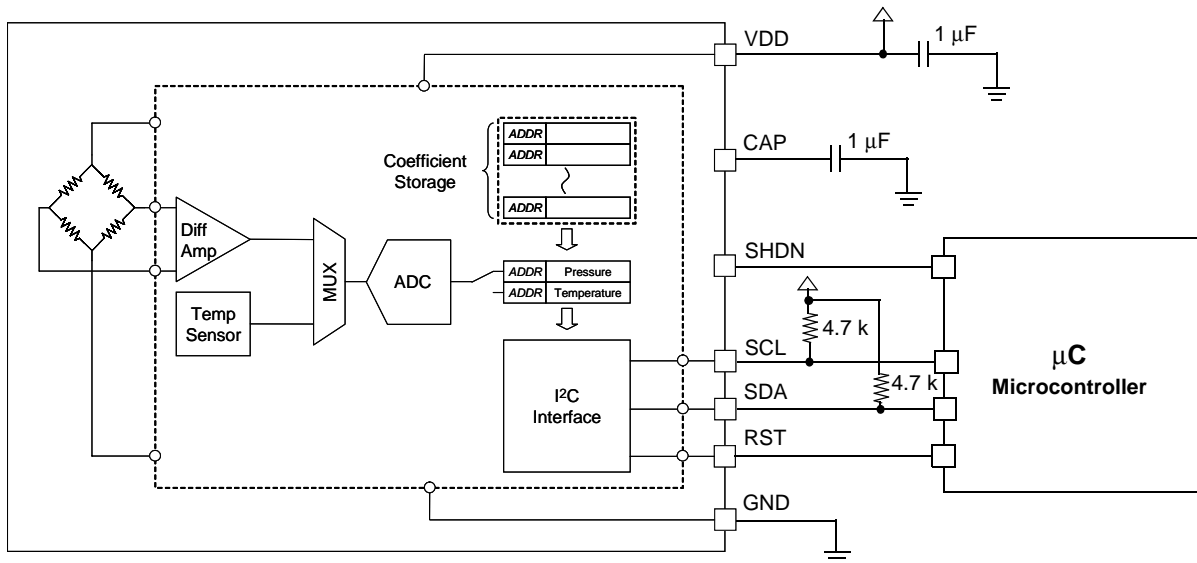 VDD
1 μF
CAP
1 μF
Coefficient
Storage
ADDR
ADDR
ADDR
Diff
Amp
MUX
ADC
ADDR Pressure
ADDR Temperature
Temp
Sensor
SHDN
4.7 k
SCL
4.7 k
SDA
RST
I²C
Interface
μC
Microcontroller
GND